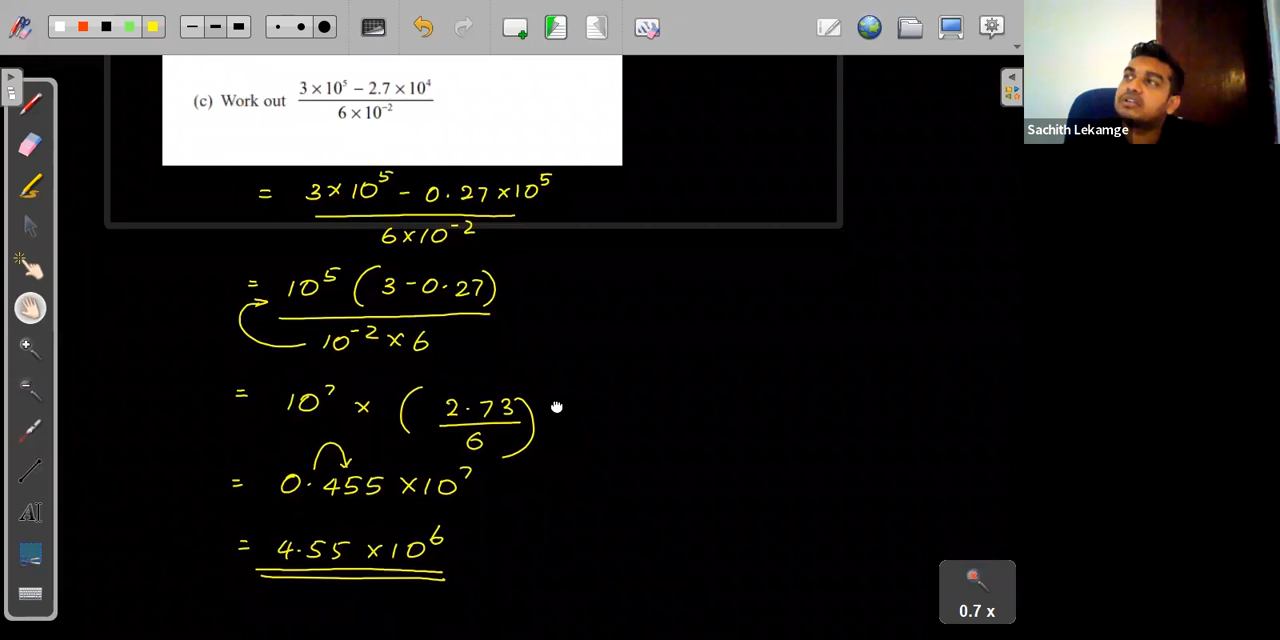 Sachith Lekamge
(c) Work out (3 × 10⁵ − 2.7 × 10⁴) / (6 × 10⁻²)
= (3 × 10⁵ − 0.27 × 10⁵) / (6 × 10⁻²)
= 10⁵ (3 − 0.27) / (10⁻² × 6)
= 10⁷ × (2.73 / 6)
= 0.455 × 10⁷
= 4.55 × 10⁶
AI
0.7 x